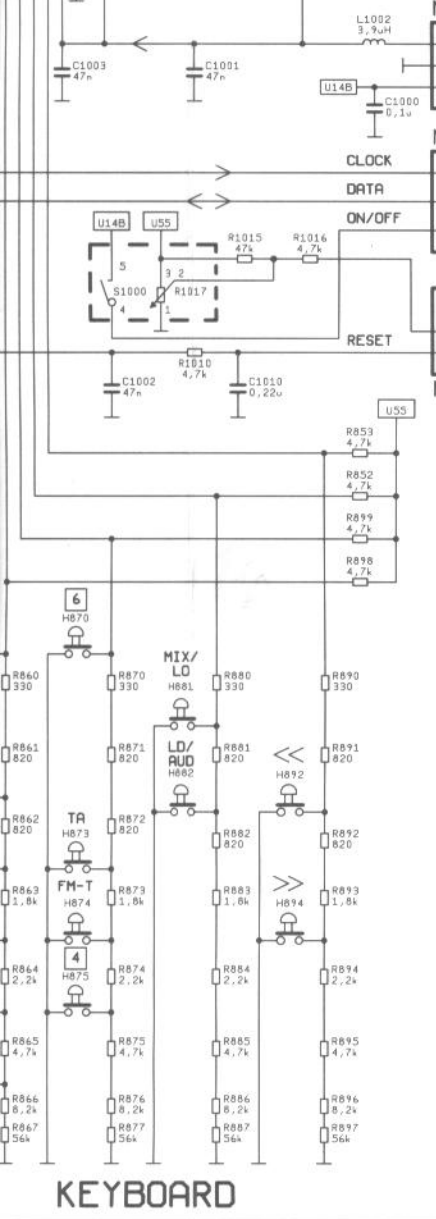 L1002
3,9uH
C1003
47n
C1001
47n
U14B
C1000
0,1u
CLOCK
DATA
ON/OFF
U14B
U55
R1015
47k
R1016
4,7k
5
3 2
S1000
R1017
4
1
RESET
R1010
4,7k
C1002
47n
C1010
0,22u
U55
R853
4,7k
R852
4,7k
R899
4,7k
R898
4,7k
6
H870
MIX/
LO
H881
R860
330
R870
330
R880
330
R890
330
LD/
AUD
H882
<<
H892
R861
820
R871
820
R881
820
R891
820
TA
H873
R862
820
R872
820
R882
820
R892
820
FM-T
H874
>>
H894
R863
1,8k
R873
1,8k
R883
1,8k
R893
1,8k
4
H875
R864
2,2k
R874
2,2k
R884
2,2k
R894
2,2k
R865
4,7k
R875
4,7k
R885
4,7k
R895
4,7k
R866
8,2k
R876
8,2k
R886
8,2k
R896
8,2k
R867
56k
R877
56k
R887
56k
R897
56k
KEYBOARD